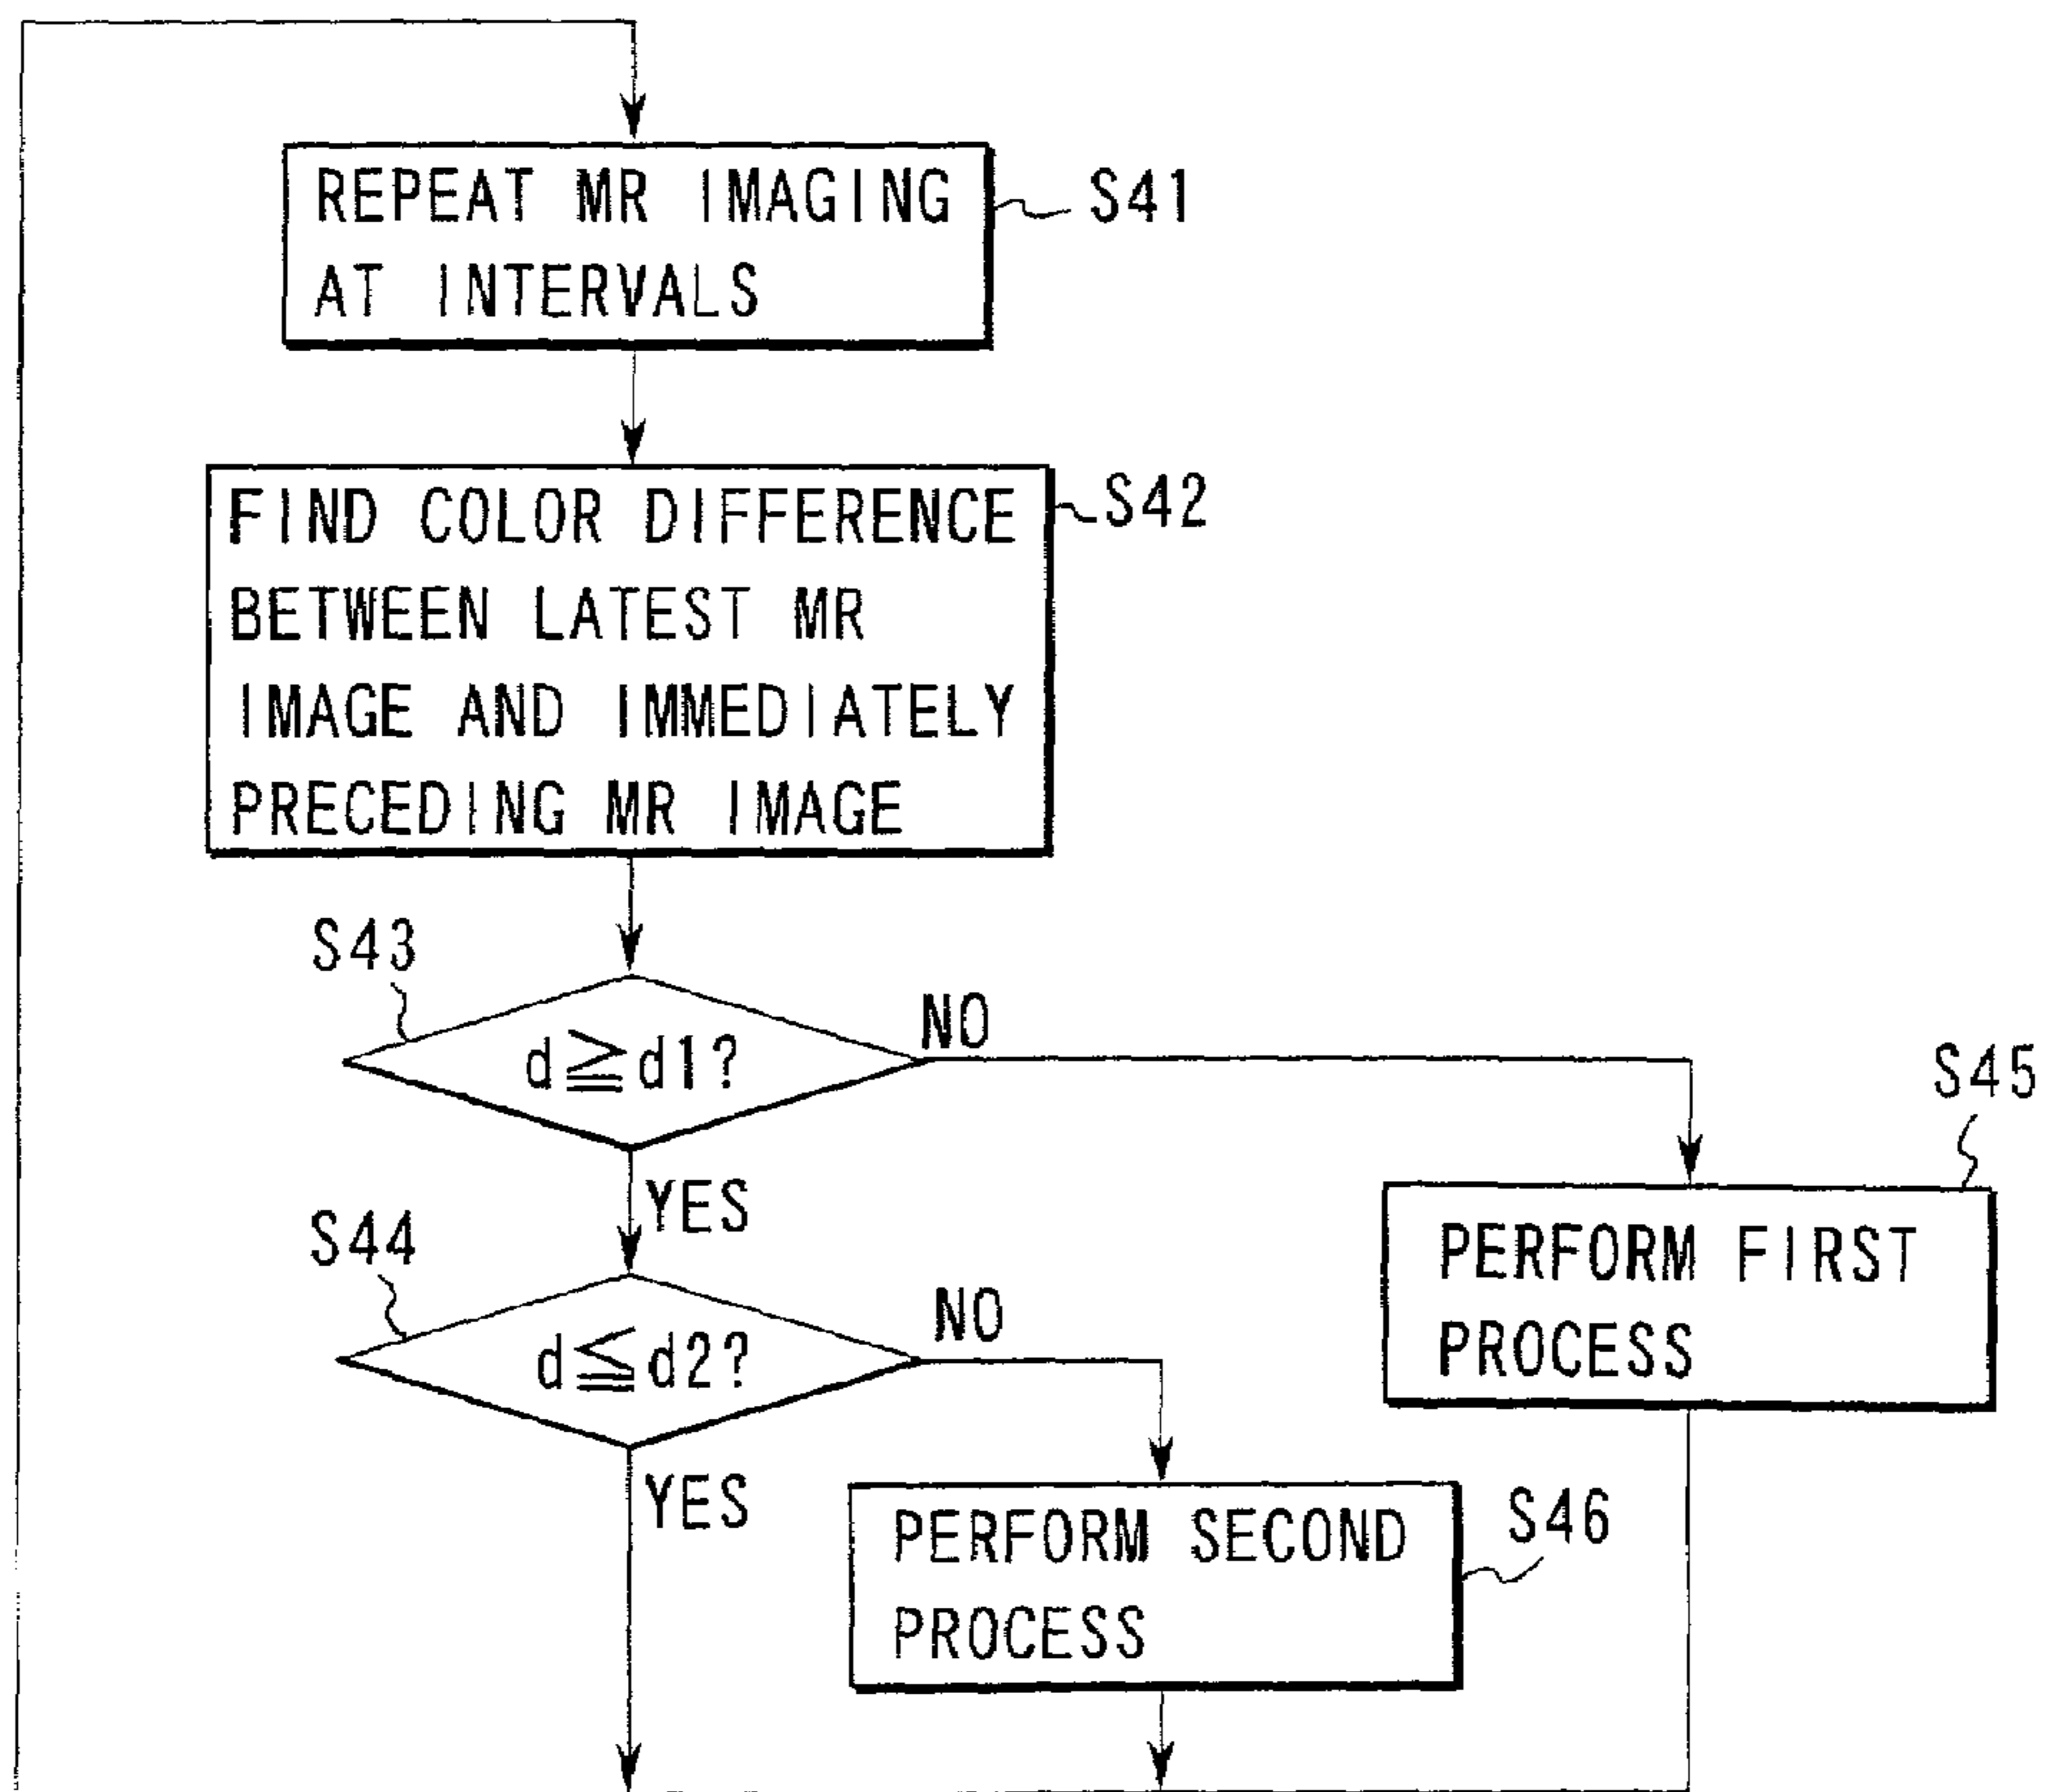 REPEAT MR IMAGING
AT INTERVALS
S41
FIND COLOR DIFFERENCE
BETWEEN LATEST MR
IMAGE AND IMMEDIATELY
PRECEDING MR IMAGE
S42
S43
d≧d1?
NO
YES
S45
PERFORM FIRST
PROCESS
S44
d≦d2?
NO
YES
PERFORM SECOND
PROCESS
S46